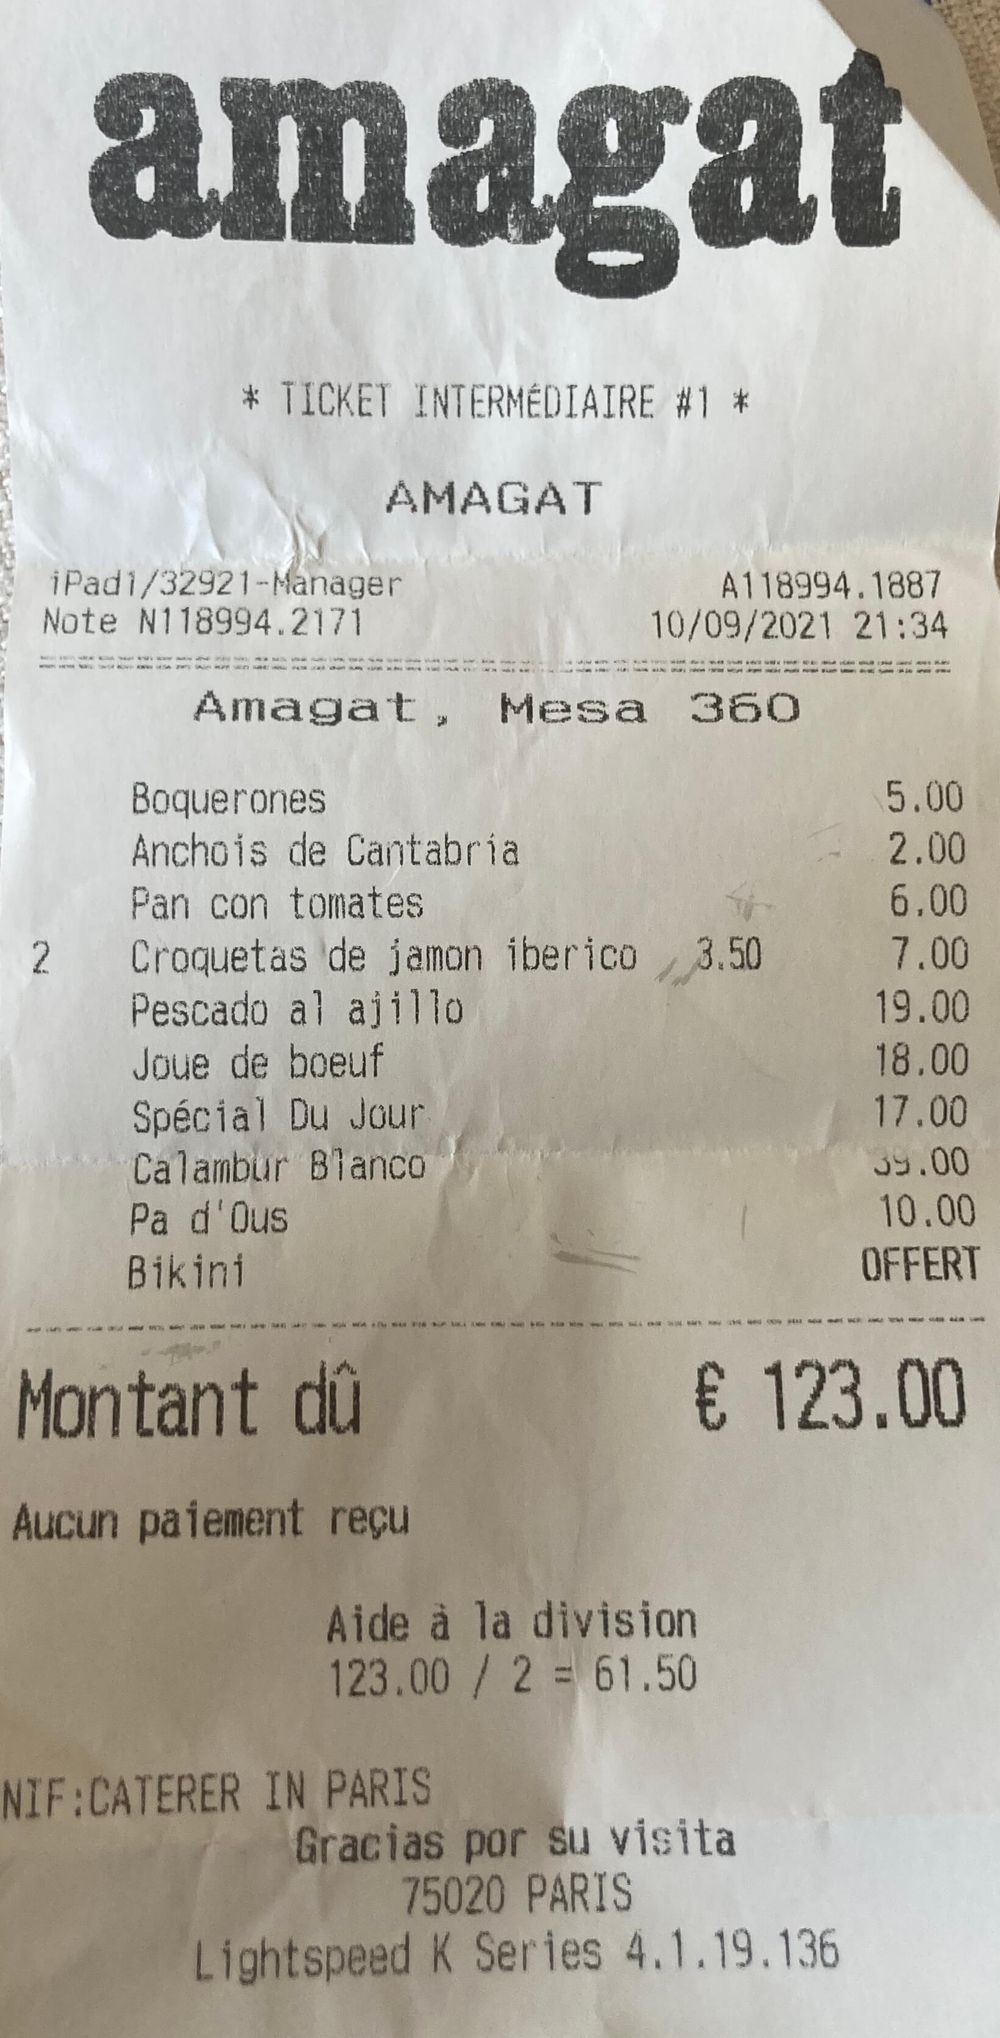 amagat
* TICKET INTERMÉDIAIRE #1 *
AMAGAT
iPad1/32921-Manager A118994.1887
Note N118994.2171 10/09/2021 21:34
Amagat, Mesa 360
Boquerones 5.00
Anchois de Cantabria 2.00
Pan con tomates 6.00
2 Croquetas de jamon iberico 3.50 7.00
Pescado al ajillo 19.00
Joue de boeuf 18.00
Spécial Du Jour 17.00
Calambur Blanco 39.00
Pa d'Ous 10.00
Bikini OFFERT
Montant dû € 123.00
Aucun paiement reçu
Aide à la division
123.00 / 2 = 61.50
NIF:CATERER IN PARIS
Gracias por su visita
75020 PARIS
Lightspeed K Series 4.1.19.136